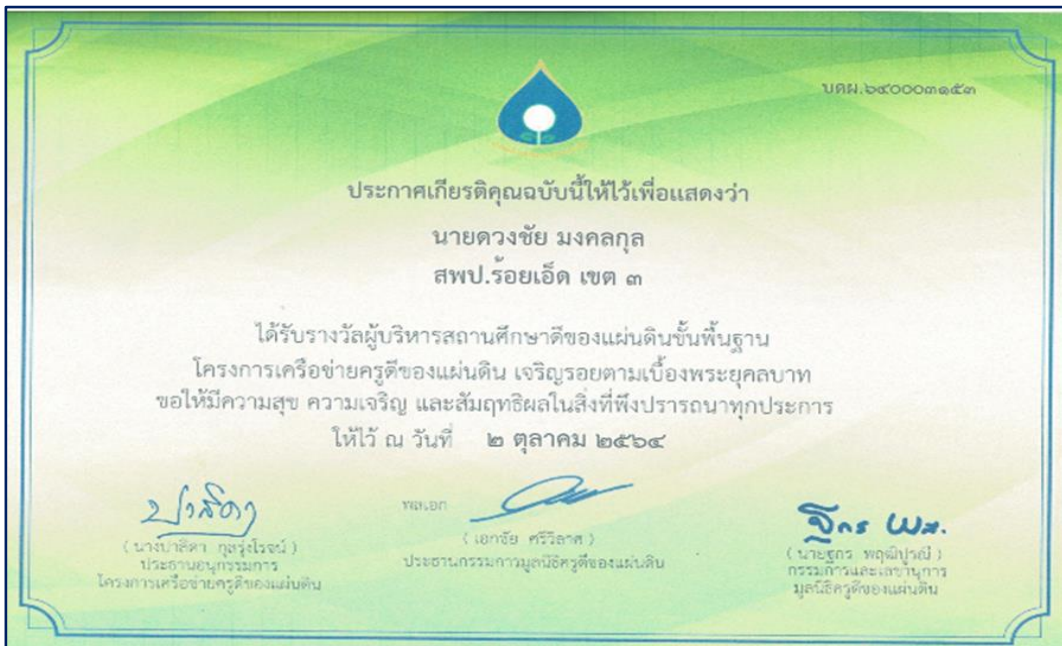 บดผ.๖๔๐๐๐๓๑๕๓
ประกาศเกียรติคุณฉบับนี้ให้ไว้เพื่อแสดงว่า
นายดวงชัย มงคลกุล
สพป.ร้อยเอ็ด เขต ๓
ได้รับรางวัลผู้บริหารสถานศึกษาดีของแผ่นดินขั้นพื้นฐาน
โครงการเครือข่ายครูดีของแผ่นดิน เจริญรอยตามเบื้องพระยุคลบาท
ขอให้มีความสุข ความเจริญ และสัมฤทธิผลในสิ่งที่พึงปรารถนาทุกประการ
ให้ไว้ ณ วันที่ ๒ ตุลาคม ๒๕๖๔
พลเอก
(นางปาลิดา กุลรุ่งโรจน์)
ประธานอนุกรรมการ
โครงการเครือข่ายครูดีของแผ่นดิน
(เอกชัย ศรีวิลาศ)
ประธานกรรมการมูลนิธิครูดีของแผ่นดิน
(นายฐกร พฤฒิปูรณี)
กรรมการและเลขานุการ
มูลนิธิครูดีของแผ่นดิน